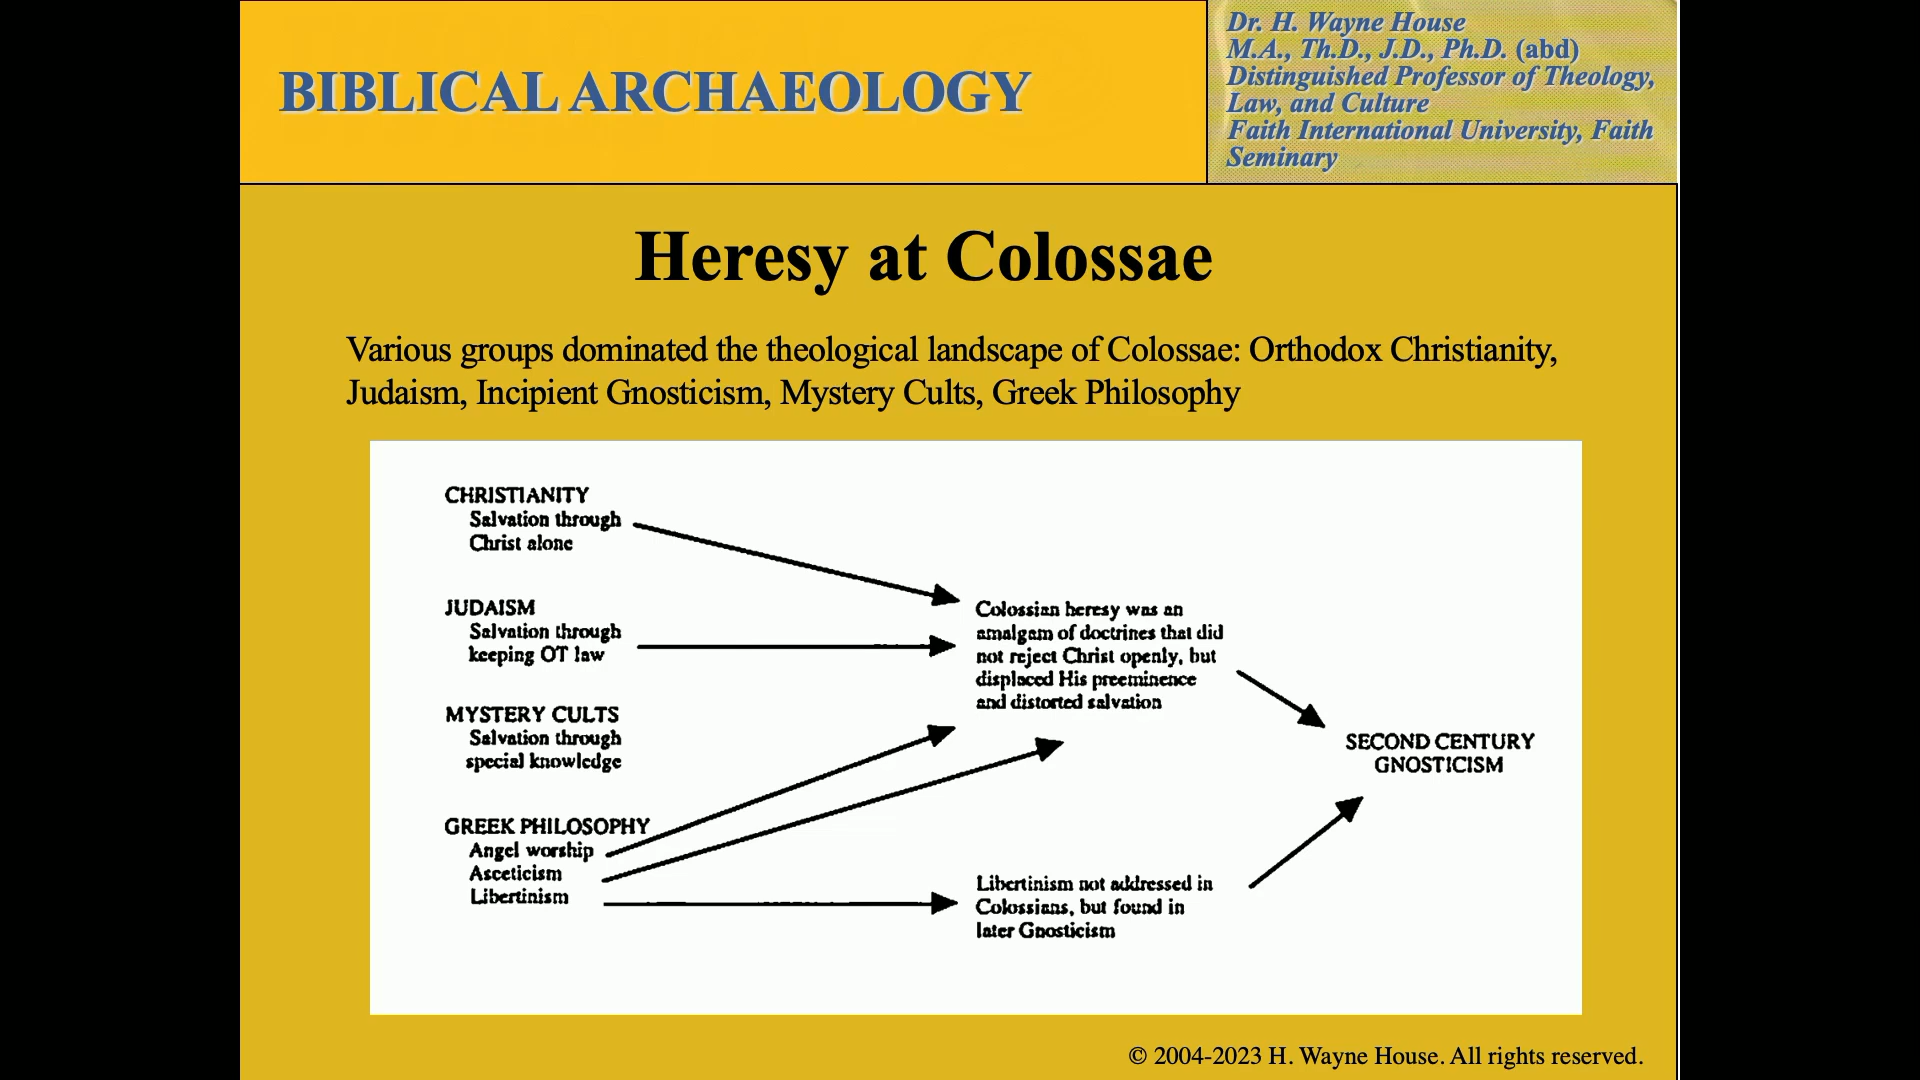 BIBLICAL ARCHAEOLOGY
Dr. H. Wayne House
M.A., Th.D., J.D., Ph.D. (abd)
Distinguished Professor of Theology,
Law, and Culture
Faith International University, Faith
Seminary
Heresy at Colossae
Various groups dominated the theological landscape of Colossae: Orthodox Christianity,
Judaism, Incipient Gnosticism, Mystery Cults, Greek Philosophy
CHRISTIANITY
Salvation through
Christ alone
JUDAISM
Salvation through
keeping OT law
MYSTERY CULTS
Salvation through
special knowledge
GREEK PHILOSOPHY
Angel worship
Asceticism
Libertinism
Colossian heresy was an
amalgam of doctrines that did
not reject Christ openly, but
displaced His preeminence
and distorted salvation
Libertinism not addressed in
Colossians, but found in
later Gnosticism
SECOND CENTURY
GNOSTICISM
© 2004-2023 H. Wayne House. All rights reserved.